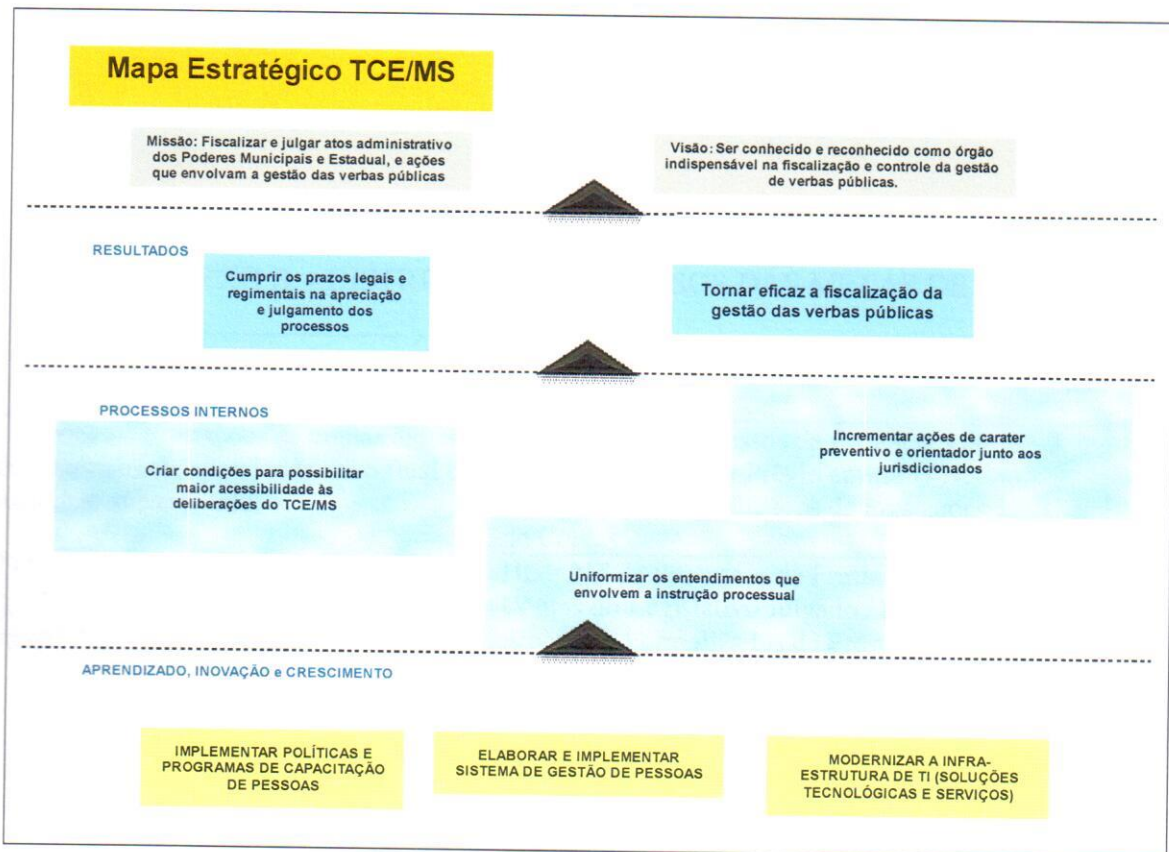 Mapa Estratégico TCE/MS
Missão: Fiscalizar e julgar atos administrativo
dos Poderes Municipais e Estadual, e ações
que envolvam a gestão das verbas públicas
Visão: Ser conhecido e reconhecido como órgão
indispensável na fiscalização e controle da gestão
de verbas públicas.
RESULTADOS
Cumprir os prazos legais e
regimentais na apreciação
e julgamento dos
processos
Tornar eficaz a fiscalização da
gestão das verbas públicas
PROCESSOS INTERNOS
Criar condições para possibilitar
maior acessibilidade às
deliberações do TCE/MS
Incrementar ações de carater
preventivo e orientador junto aos
jurisdicionados
Uniformizar os entendimentos que
envolvem a instrução processual
APRENDIZADO, INOVAÇÃO e CRESCIMENTO
IMPLEMENTAR POLÍTICAS E
PROGRAMAS DE CAPACITAÇÃO
DE PESSOAS
ELABORAR E IMPLEMENTAR
SISTEMA DE GESTÃO DE PESSOAS
MODERNIZAR A INFRA-
ESTRUTURA DE TI (SOLUÇÕES
TECNOLÓGICAS E SERVIÇOS)